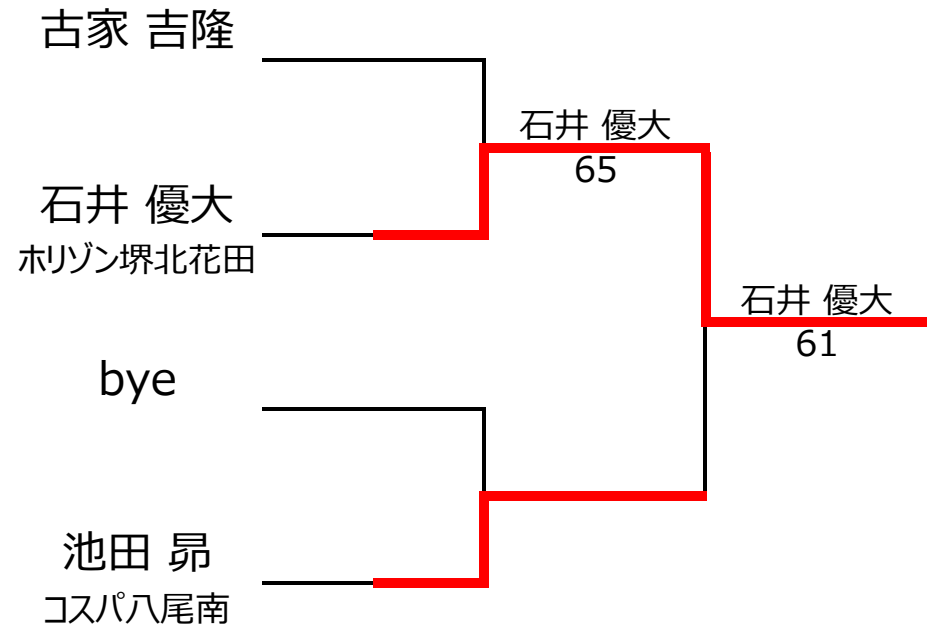 古家 吉隆
石井 優大
65
石井 優大
ホリゾン堺北花田
石井 優大
61
bye
池田 昴
コスパ八尾南